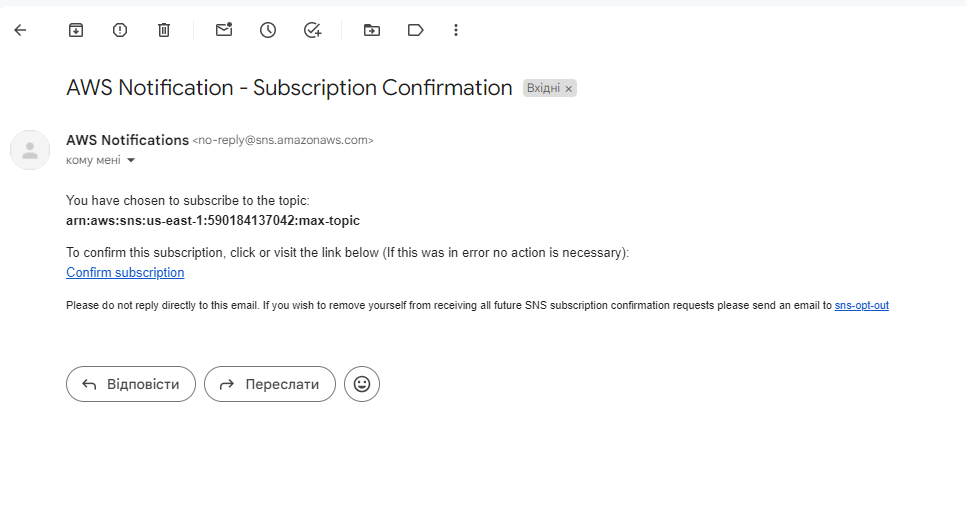 AWS Notification - Subscription Confirmation Вхідні ×
AWS Notifications <no-reply@sns.amazonaws.com>
кому мені
You have chosen to subscribe to the topic:
arn:aws:sns:us-east-1:590184137042:max-topic
To confirm this subscription, click or visit the link below (If this was in error no action is necessary):
Confirm subscription
Please do not reply directly to this email. If you wish to remove yourself from receiving all future SNS subscription confirmation requests please send an email to sns-opt-out
Відповісти Переслати